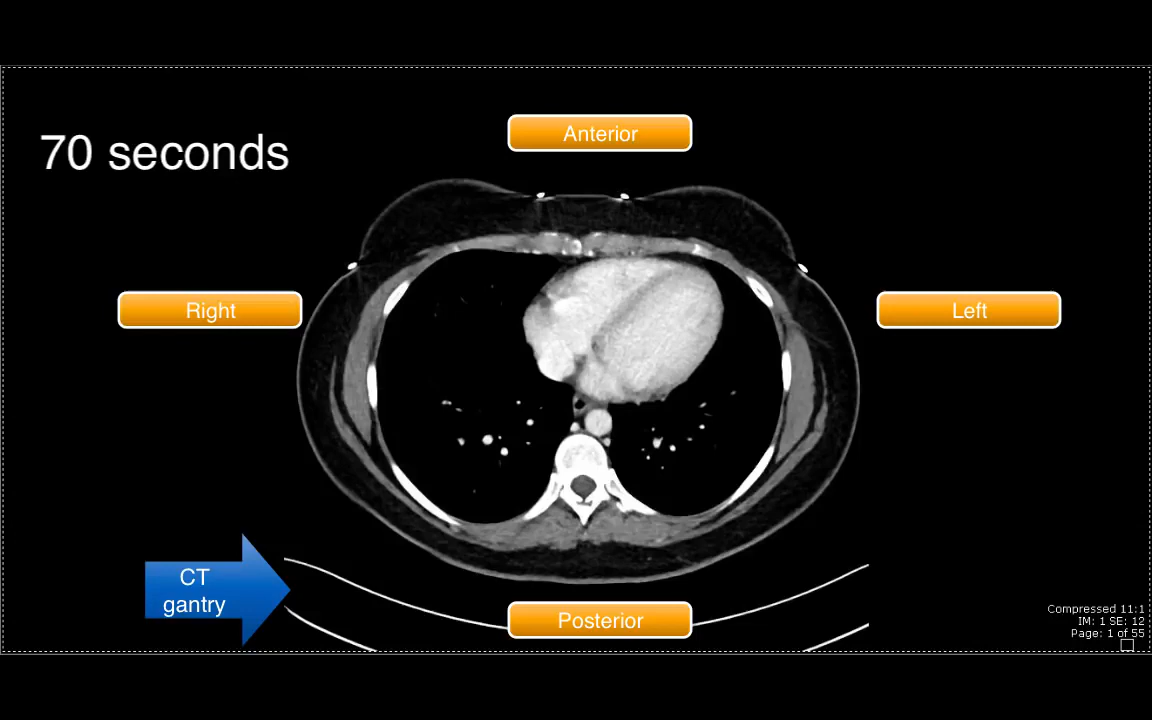 Anterior
70 seconds
Right
Left
CT
gantry
Posterior
Compressed 11:1
IM: 1 SE: 12
Page: 1 of 55